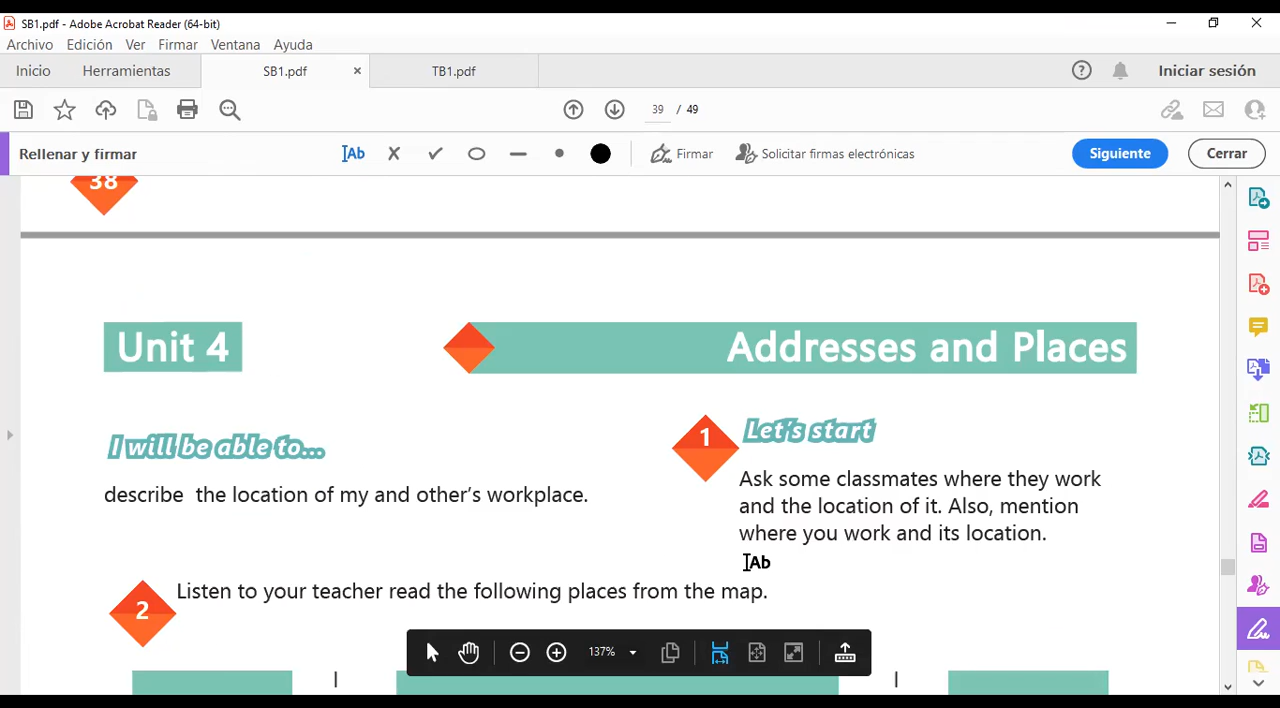 SB1.pdf - Adobe Acrobat Reader (64-bit)
Archivo Edición Ver Firmar Ventana Ayuda
Inicio Herramientas SB1.pdf × TB1.pdf Iniciar sesión
39 / 49
Rellenar y firmar Ab Firmar Solicitar firmas electrónicas Siguiente Cerrar
38
Unit 4 Addresses and Places
I will be able to...
describe the location of my and other's workplace.
1 Let's start
Ask some classmates where they work
and the location of it. Also, mention
where you work and its location.
Ab
2 Listen to your teacher read the following places from the map.
137%